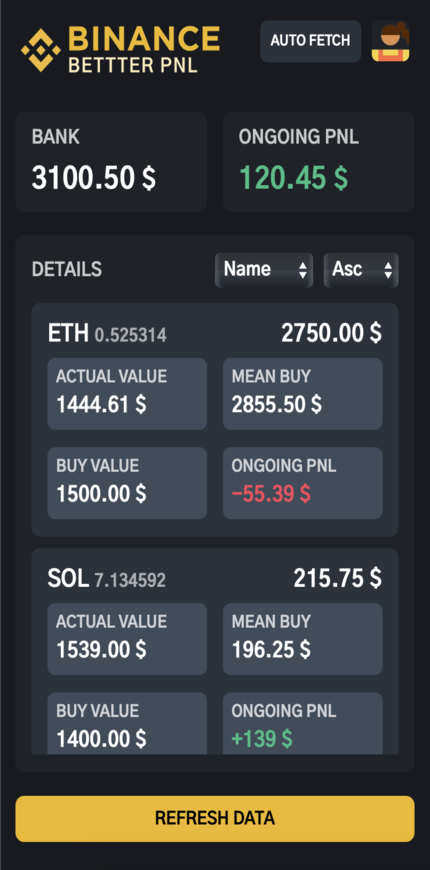 BINANCE
BETTTER PNL
AUTO FETCH
BANK
3100.50 $
ONGOING PNL
120.45 $
DETAILS
Name
Asc
ETH 0.525314
2750.00 $
ACTUAL VALUE
1444.61 $
MEAN BUY
2855.50 $
BUY VALUE
1500.00 $
ONGOING PNL
−55.39 $
SOL 7.134592
215.75 $
ACTUAL VALUE
1539.00 $
MEAN BUY
196.25 $
BUY VALUE
1400.00 $
ONGOING PNL
+139 $
REFRESH DATA